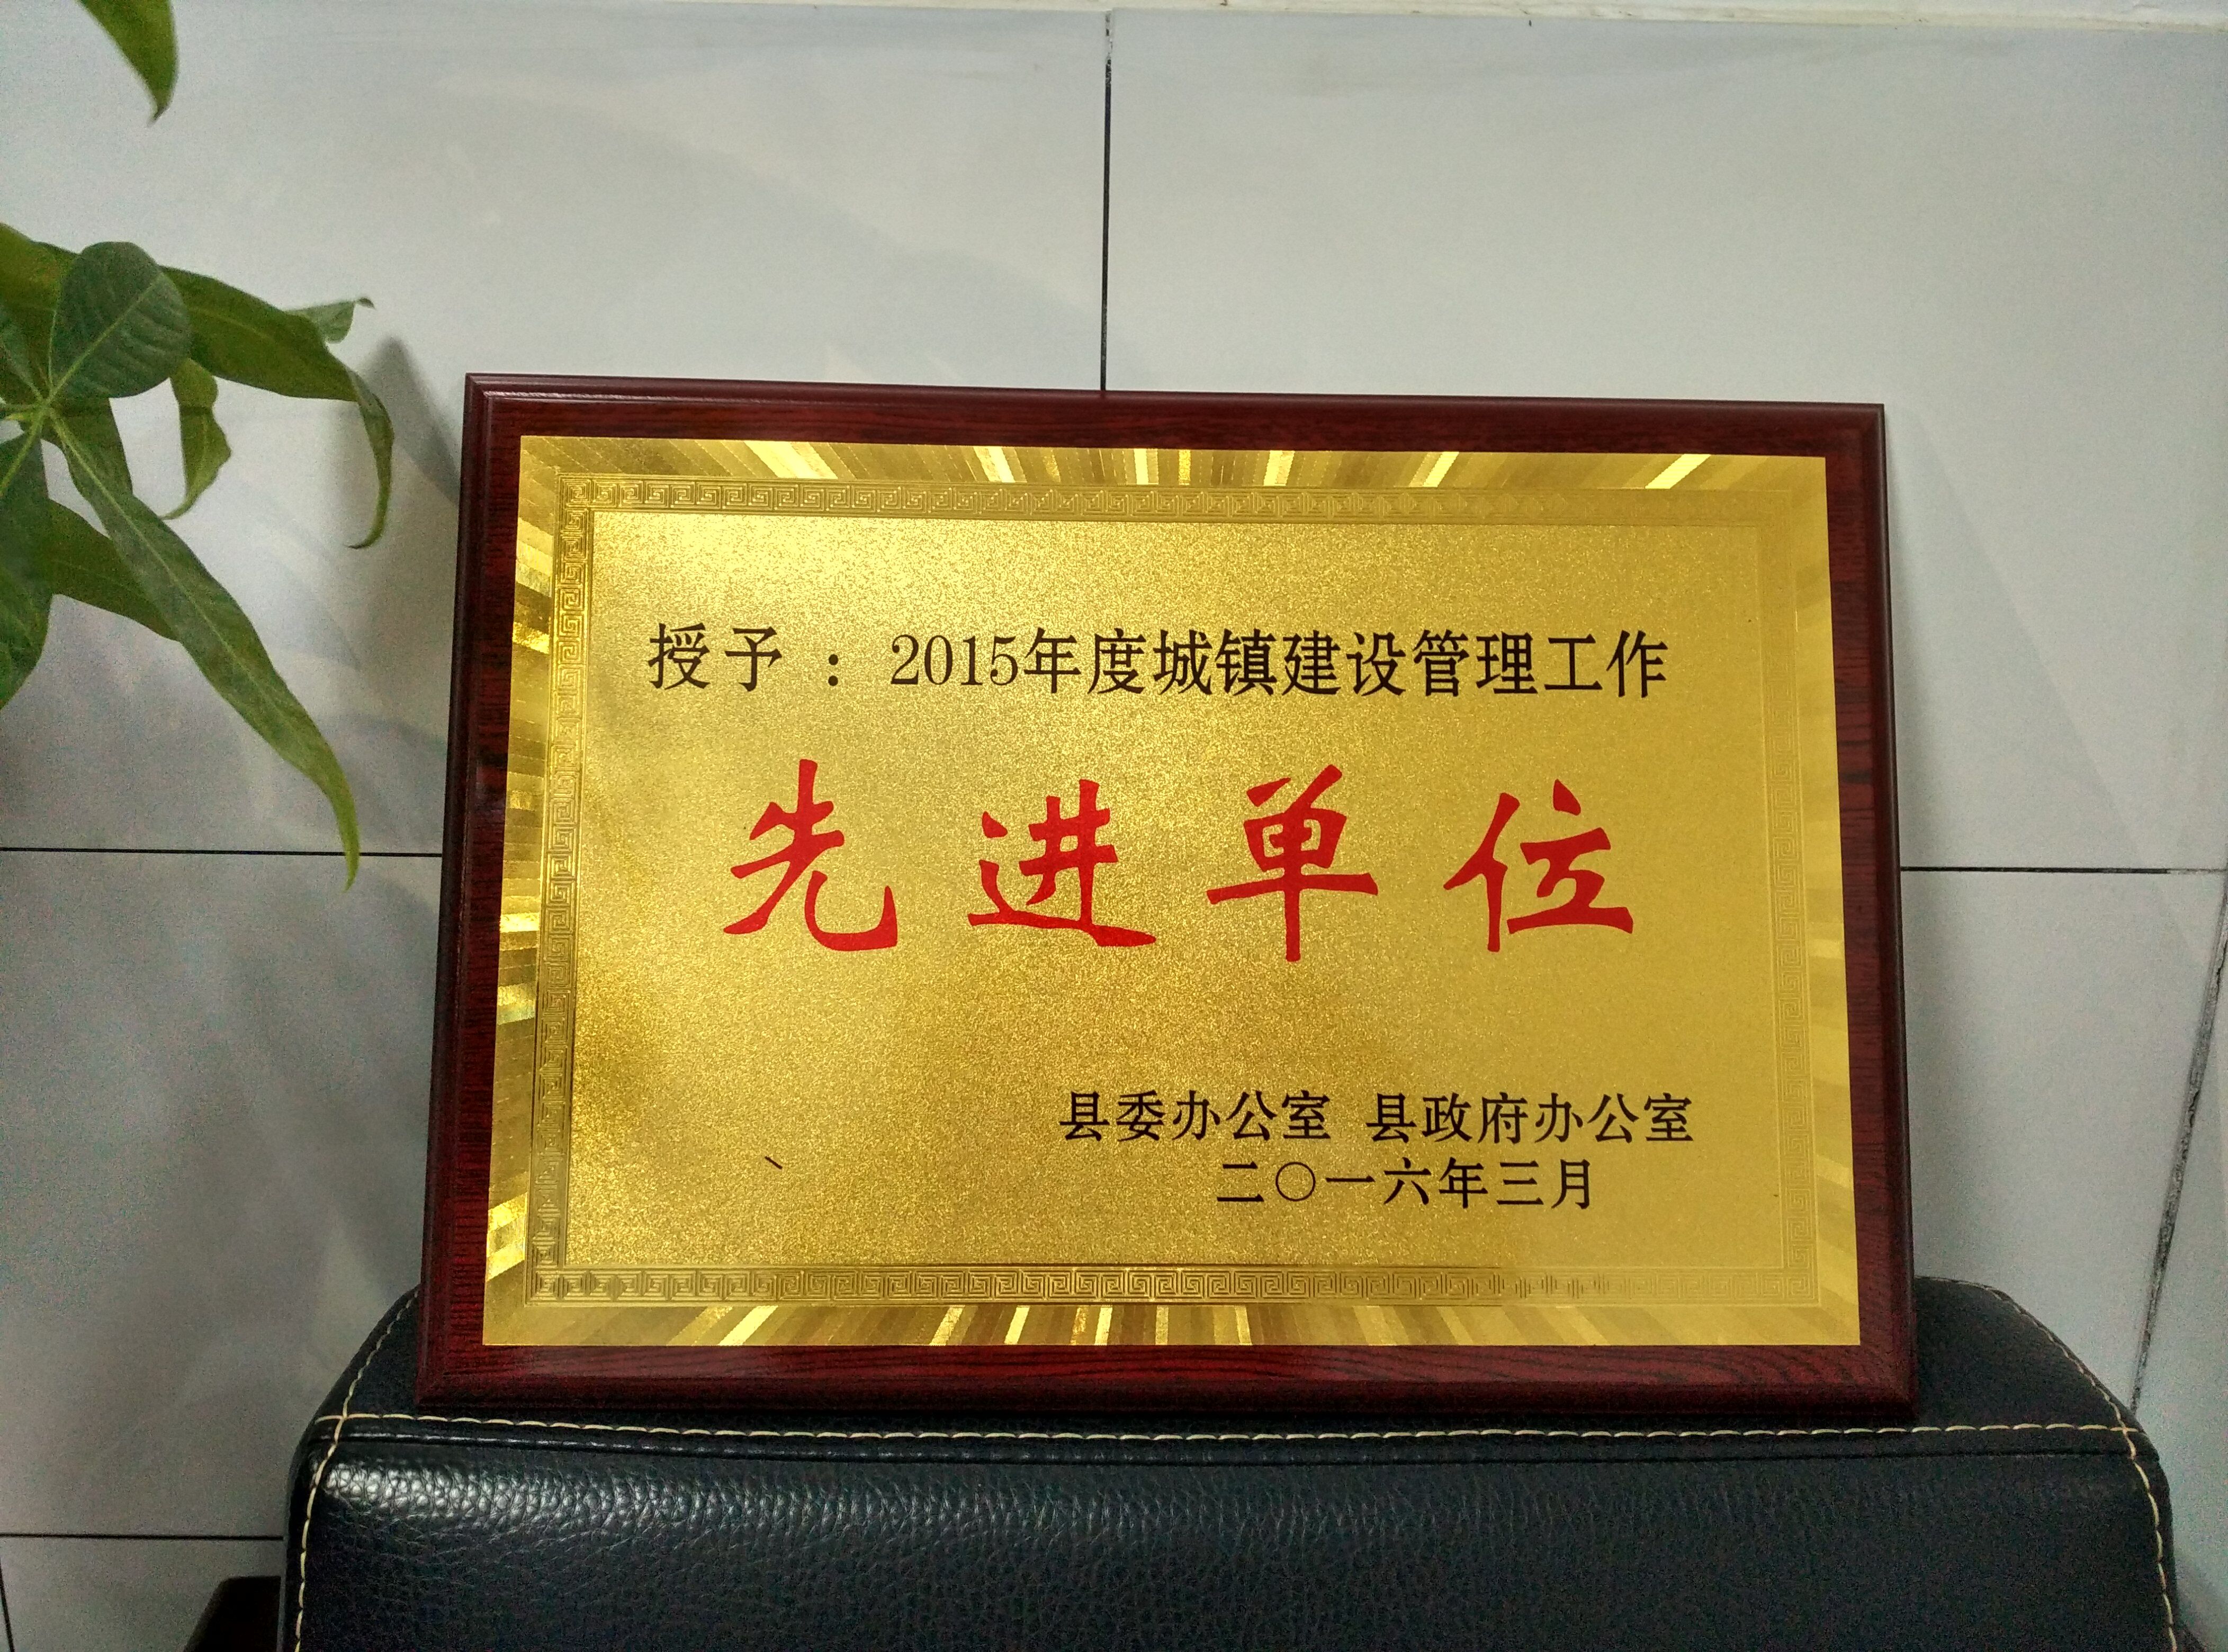 授予：2015年度城镇建设管理工作
先进单位
县委办公室 县政府办公室
二〇一六年三月